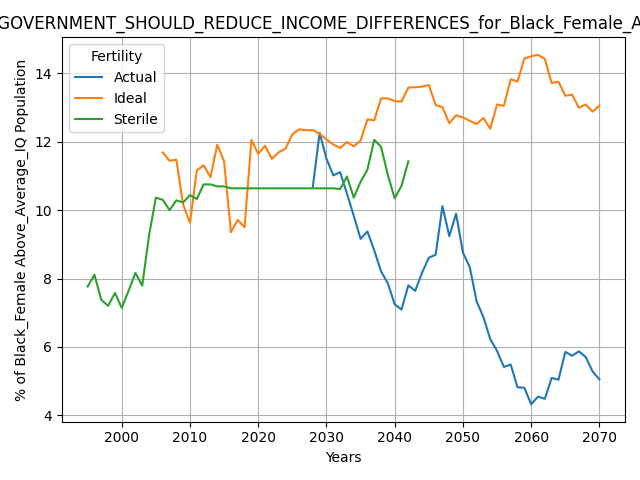 GOVERNMENT_SHOULD_REDUCE_INCOME_DIFFERENCES_for_Black_Female_A
Fertility
Actual
Ideal
Sterile
% of Black_Female Above_Average_IQ Population
14
12
10
8
6
4
2000 2010 2020 2030 2040 2050 2060 2070
Years